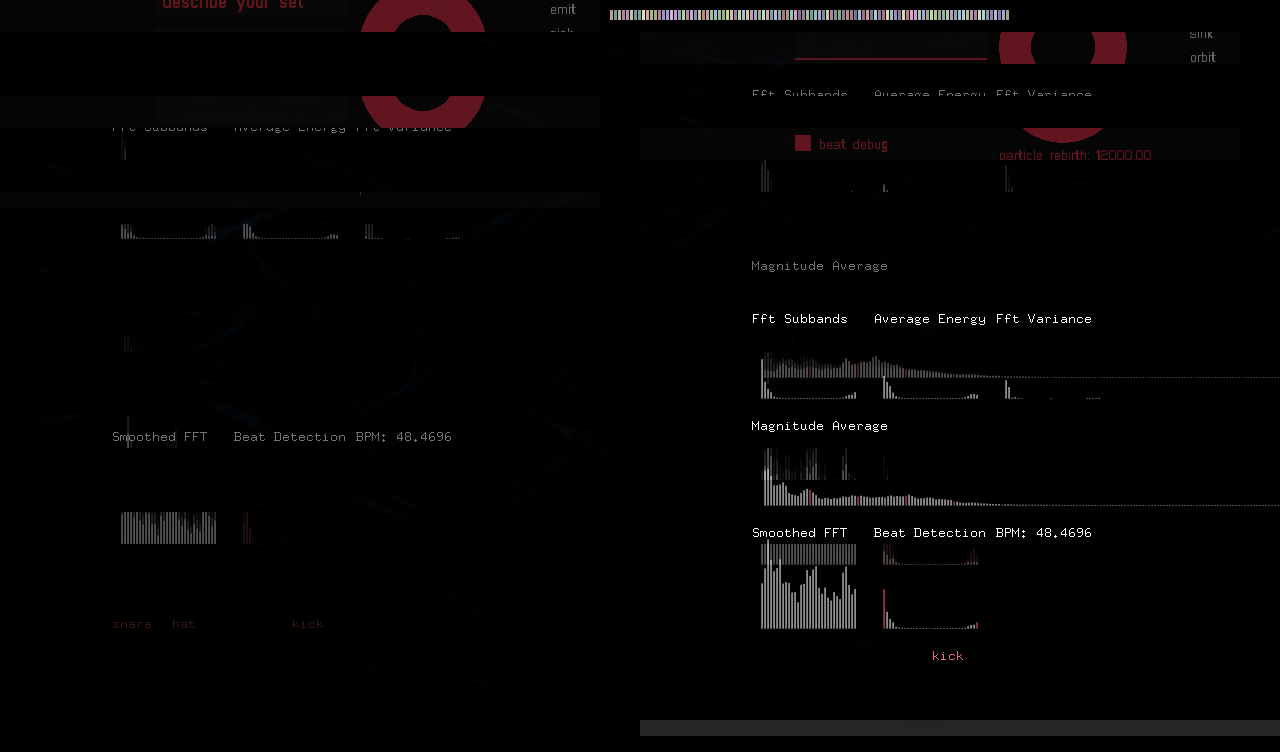 describe your set
emit
sink
orbit
Fft Subbands Average Energy Fft Variance
Fft Subbands Average Energy Fft Variance
beat debug
particle rebirth: 12000.00
Magnitude Average
Fft Subbands Average Energy Fft Variance
Magnitude Average
Smoothed FFT Beat Detection BPM: 48.4696
Smoothed FFT Beat Detection BPM: 48.4696
snare hat kick
kick